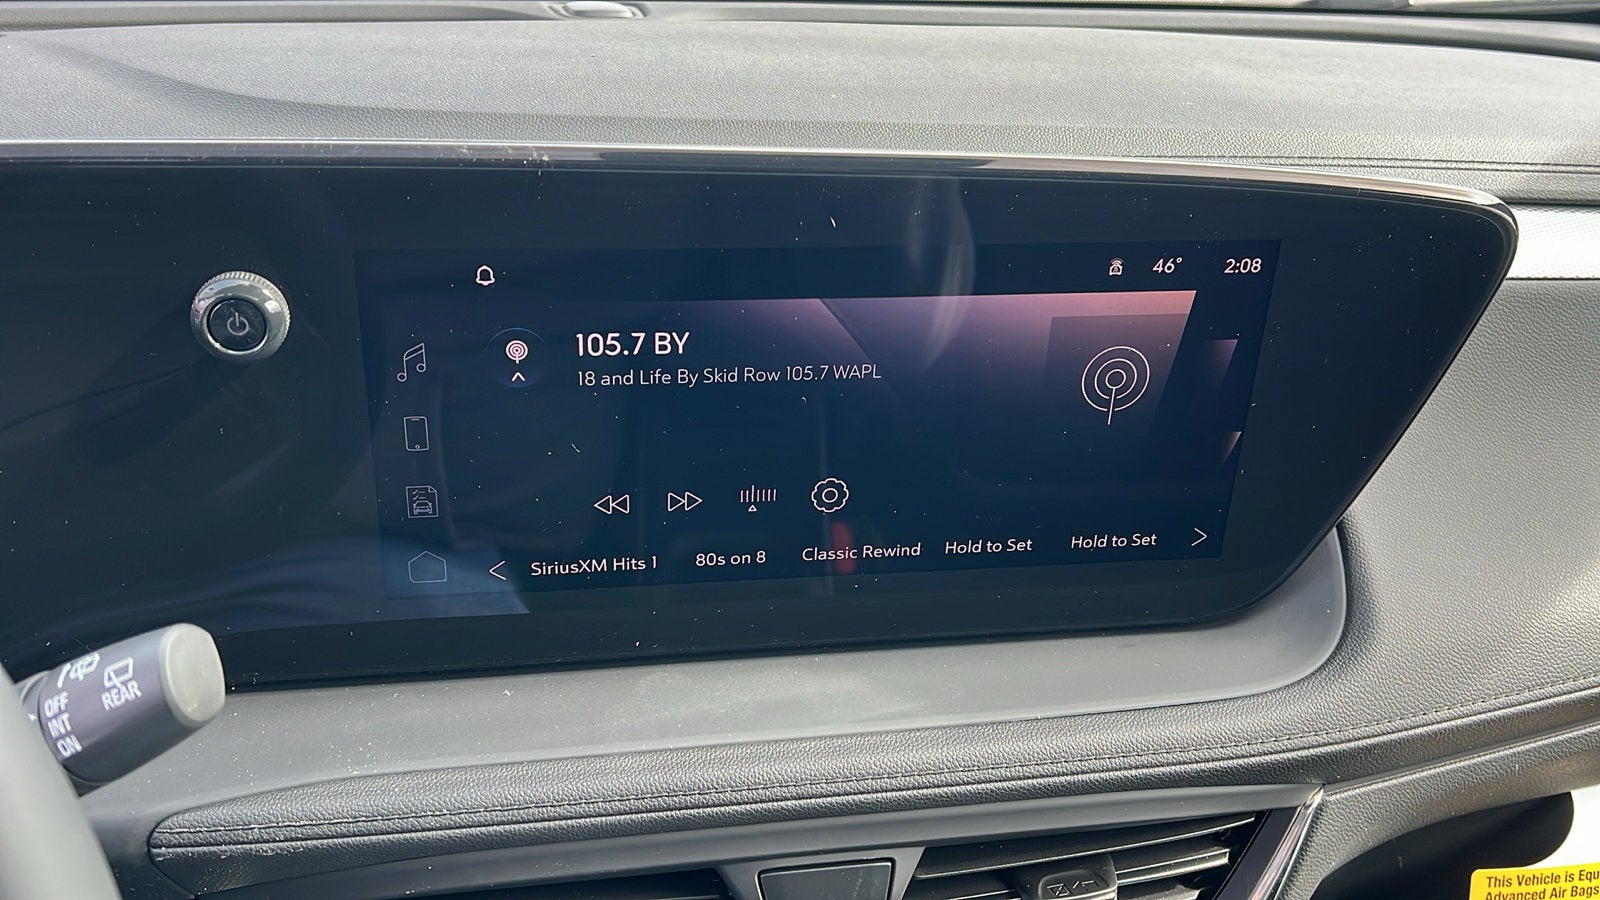 46° 2:08
105.7 BY
18 and Life By Skid Row 105.7 WAPL
SiriusXM Hits 1 80s on 8 Classic Rewind Hold to Set Hold to Set
OFF
INT
ON
REAR
This Vehicle is Equ
Advanced Air Bags